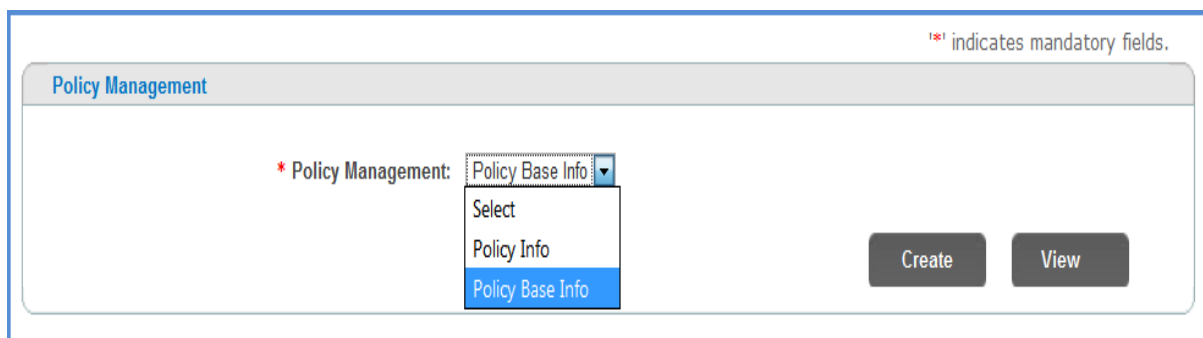 '*' indicates mandatory fields.
Policy Management
* Policy Management: Policy Base Info
Select
Policy Info
Policy Base Info
Create View